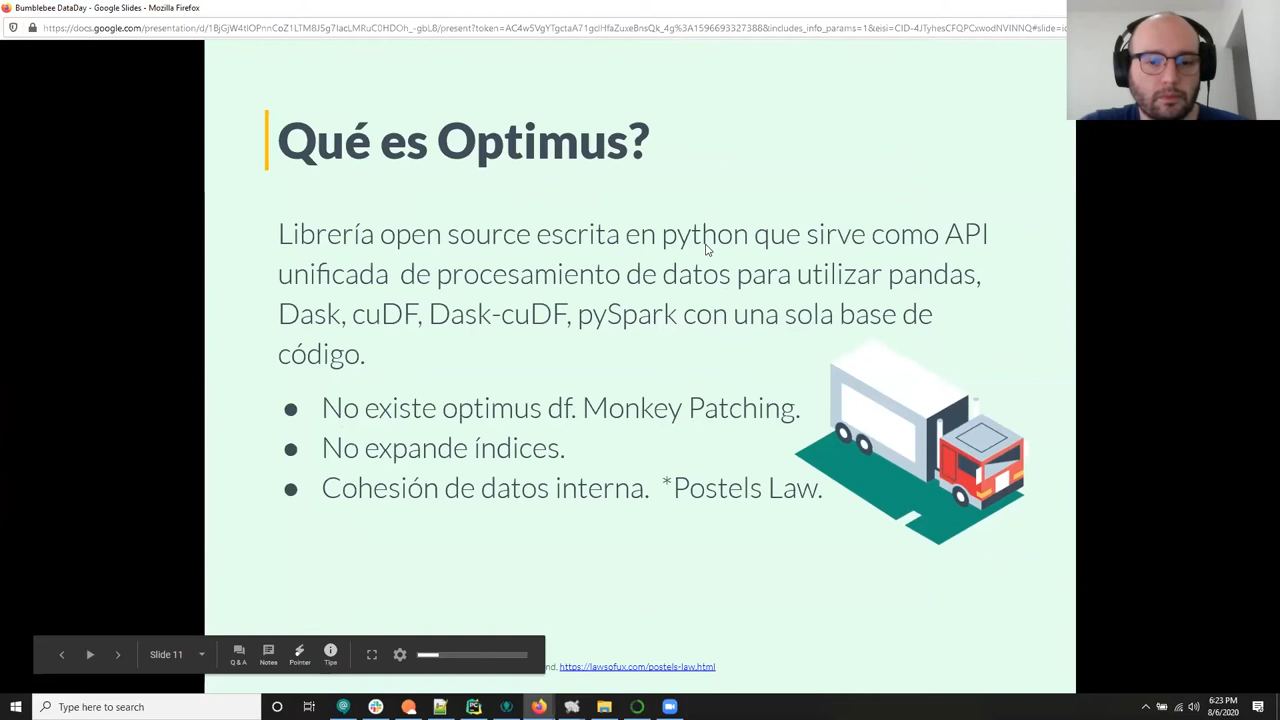 Bumblebee DataDay - Google Slides - Mozilla Firefox
Qué es Optimus?
Librería open source escrita en python que sirve como API
unificada de procesamiento de datos para utilizar pandas,
Dask, cuDF, Dask-cuDF, pySpark con una sola base de
código.
● No existe optimus df. Monkey Patching.
● No expande índices.
● Cohesión de datos interna. *Postels Law.
Slide 11
Q & A
Notes
Pointer
Tips
nd. https://lawsofux.com/postels-law.html
Type here to search
6:23 PM
8/6/2020